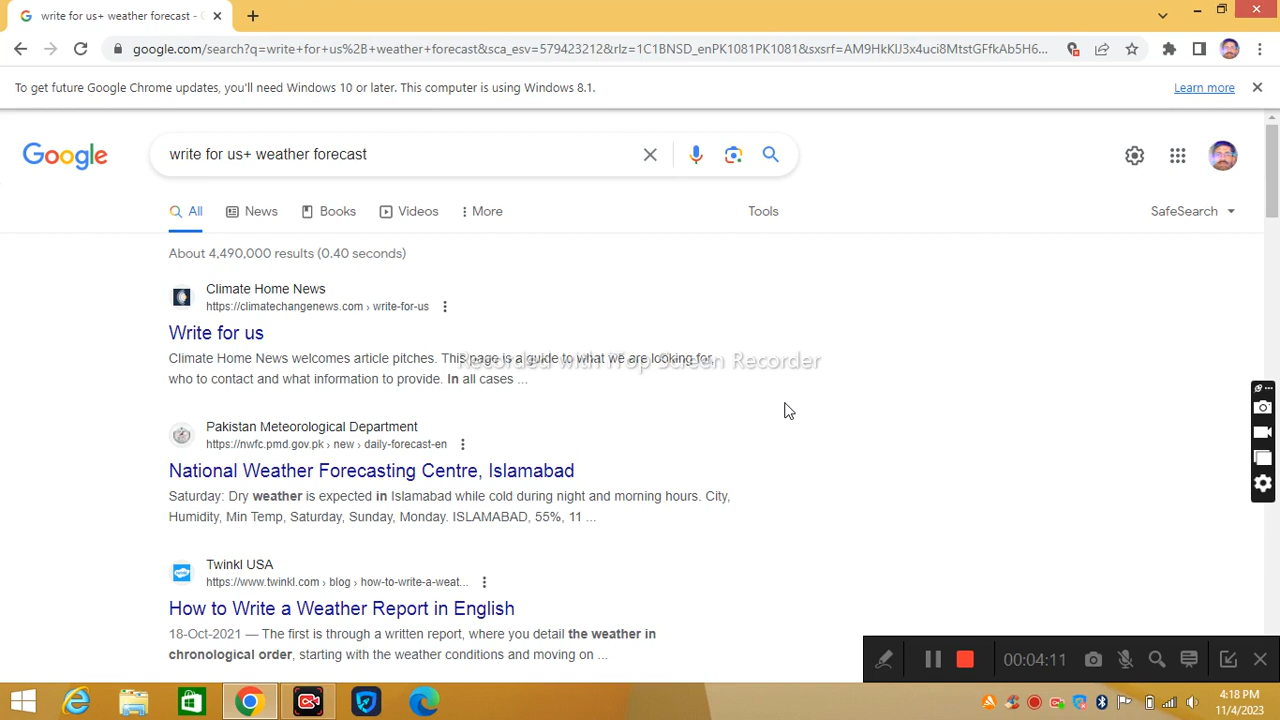 write for us+ weather forecast - G
google.com/search?q=write+for+us%2B+weather+forecast&sca_esv=579423212&rlz=1C1BNSD_enPK1081PK1081&sxsrf=AM9HkKlJ3x4uci8MtstGFfkAb5H6...
To get future Google Chrome updates, you'll need Windows 10 or later. This computer is using Windows 8.1.
Learn more
Google
write for us+ weather forecast
All
News
Books
Videos
More
Tools
SafeSearch
About 4,490,000 results (0.40 seconds)
Climate Home News
https://climatechangenews.com › write-for-us
Write for us
Climate Home News welcomes article pitches. This page is a guide to what we are looking for,
who to contact and what information to provide. In all cases ...
Recorded with iTop Screen Recorder
Pakistan Meteorological Department
https://nwfc.pmd.gov.pk › new › daily-forecast-en
National Weather Forecasting Centre, Islamabad
Saturday: Dry weather is expected in Islamabad while cold during night and morning hours. City,
Humidity, Min Temp, Saturday, Sunday, Monday. ISLAMABAD, 55%, 11 ...
Twinkl USA
https://www.twinkl.com › blog › how-to-write-a-weat...
How to Write a Weather Report in English
18-Oct-2021 — The first is through a written report, where you detail the weather in
chronological order, starting with the weather conditions and moving on ...
00:04:11
4:18 PM
11/4/2023